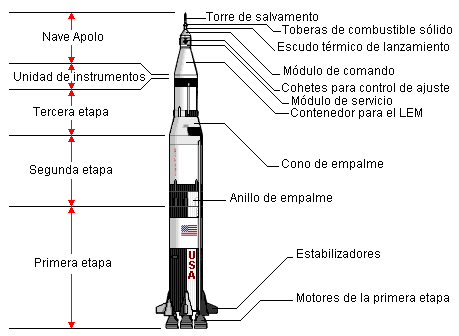 Torre de salvamento
Toberas de combustible sólido
Nave Apolo
Escudo térmico de lanzamiento
Módulo de comando
Unidad de instrumentos
Cohetes para control de ajuste
Módulo de servicio
Tercera etapa
Contenedor para el LEM
Segunda etapa
Cono de empalme
Anillo de empalme
Primera etapa
USA
Estabilizadores
Motores de la primera etapa